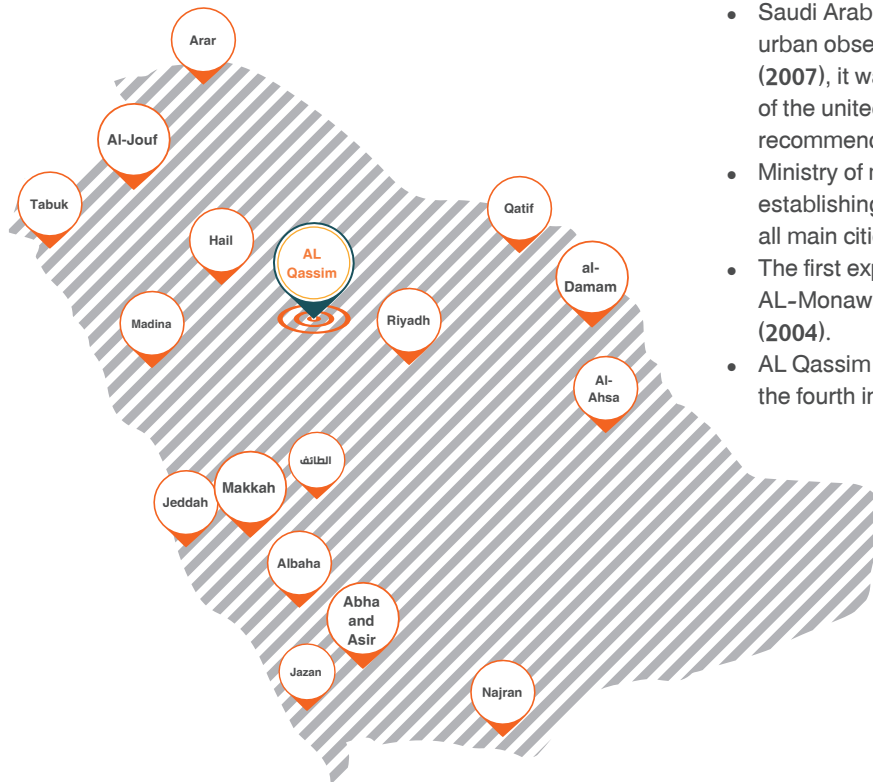 Arar
Al-Jouf
Tabuk
Hail
AL
Qassim
Qatif
al-
Damam
Madina
Riyadh
Al-
Ahsa
الطائف
Makkah
Jeddah
Albaha
Abha
and
Asir
Jazan
Najran
• Saudi Arab
urban obse
(2007), it wa
of the united
recommend
• Ministry of
establishing
all main citi
• The first exp
AL-Monaw
(2004).
• AL Qassim
the fourth in